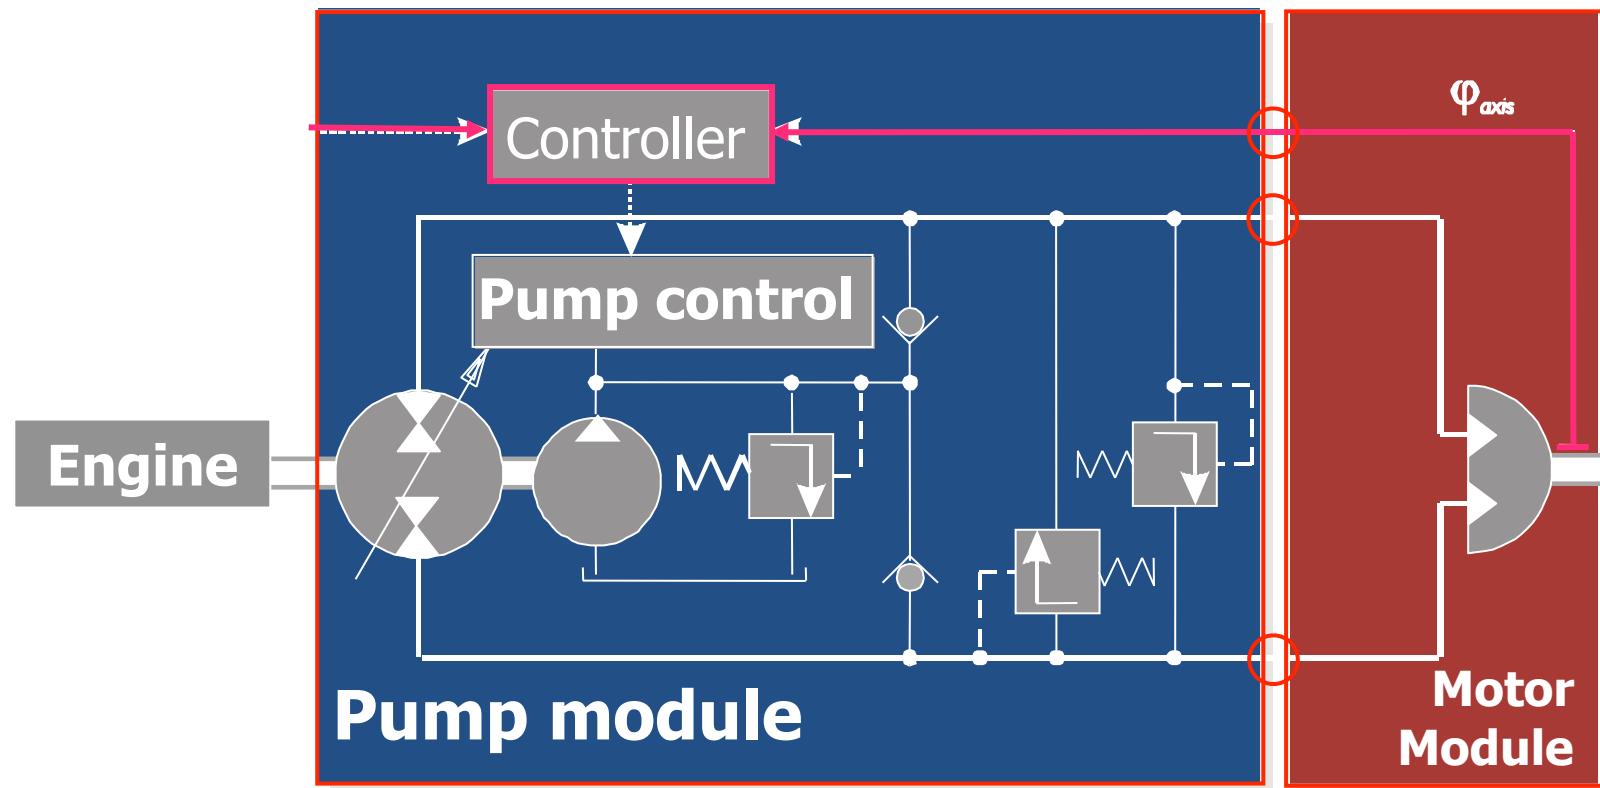 φaxis
Controller
Pump control
Engine
Pump module
Motor
Module